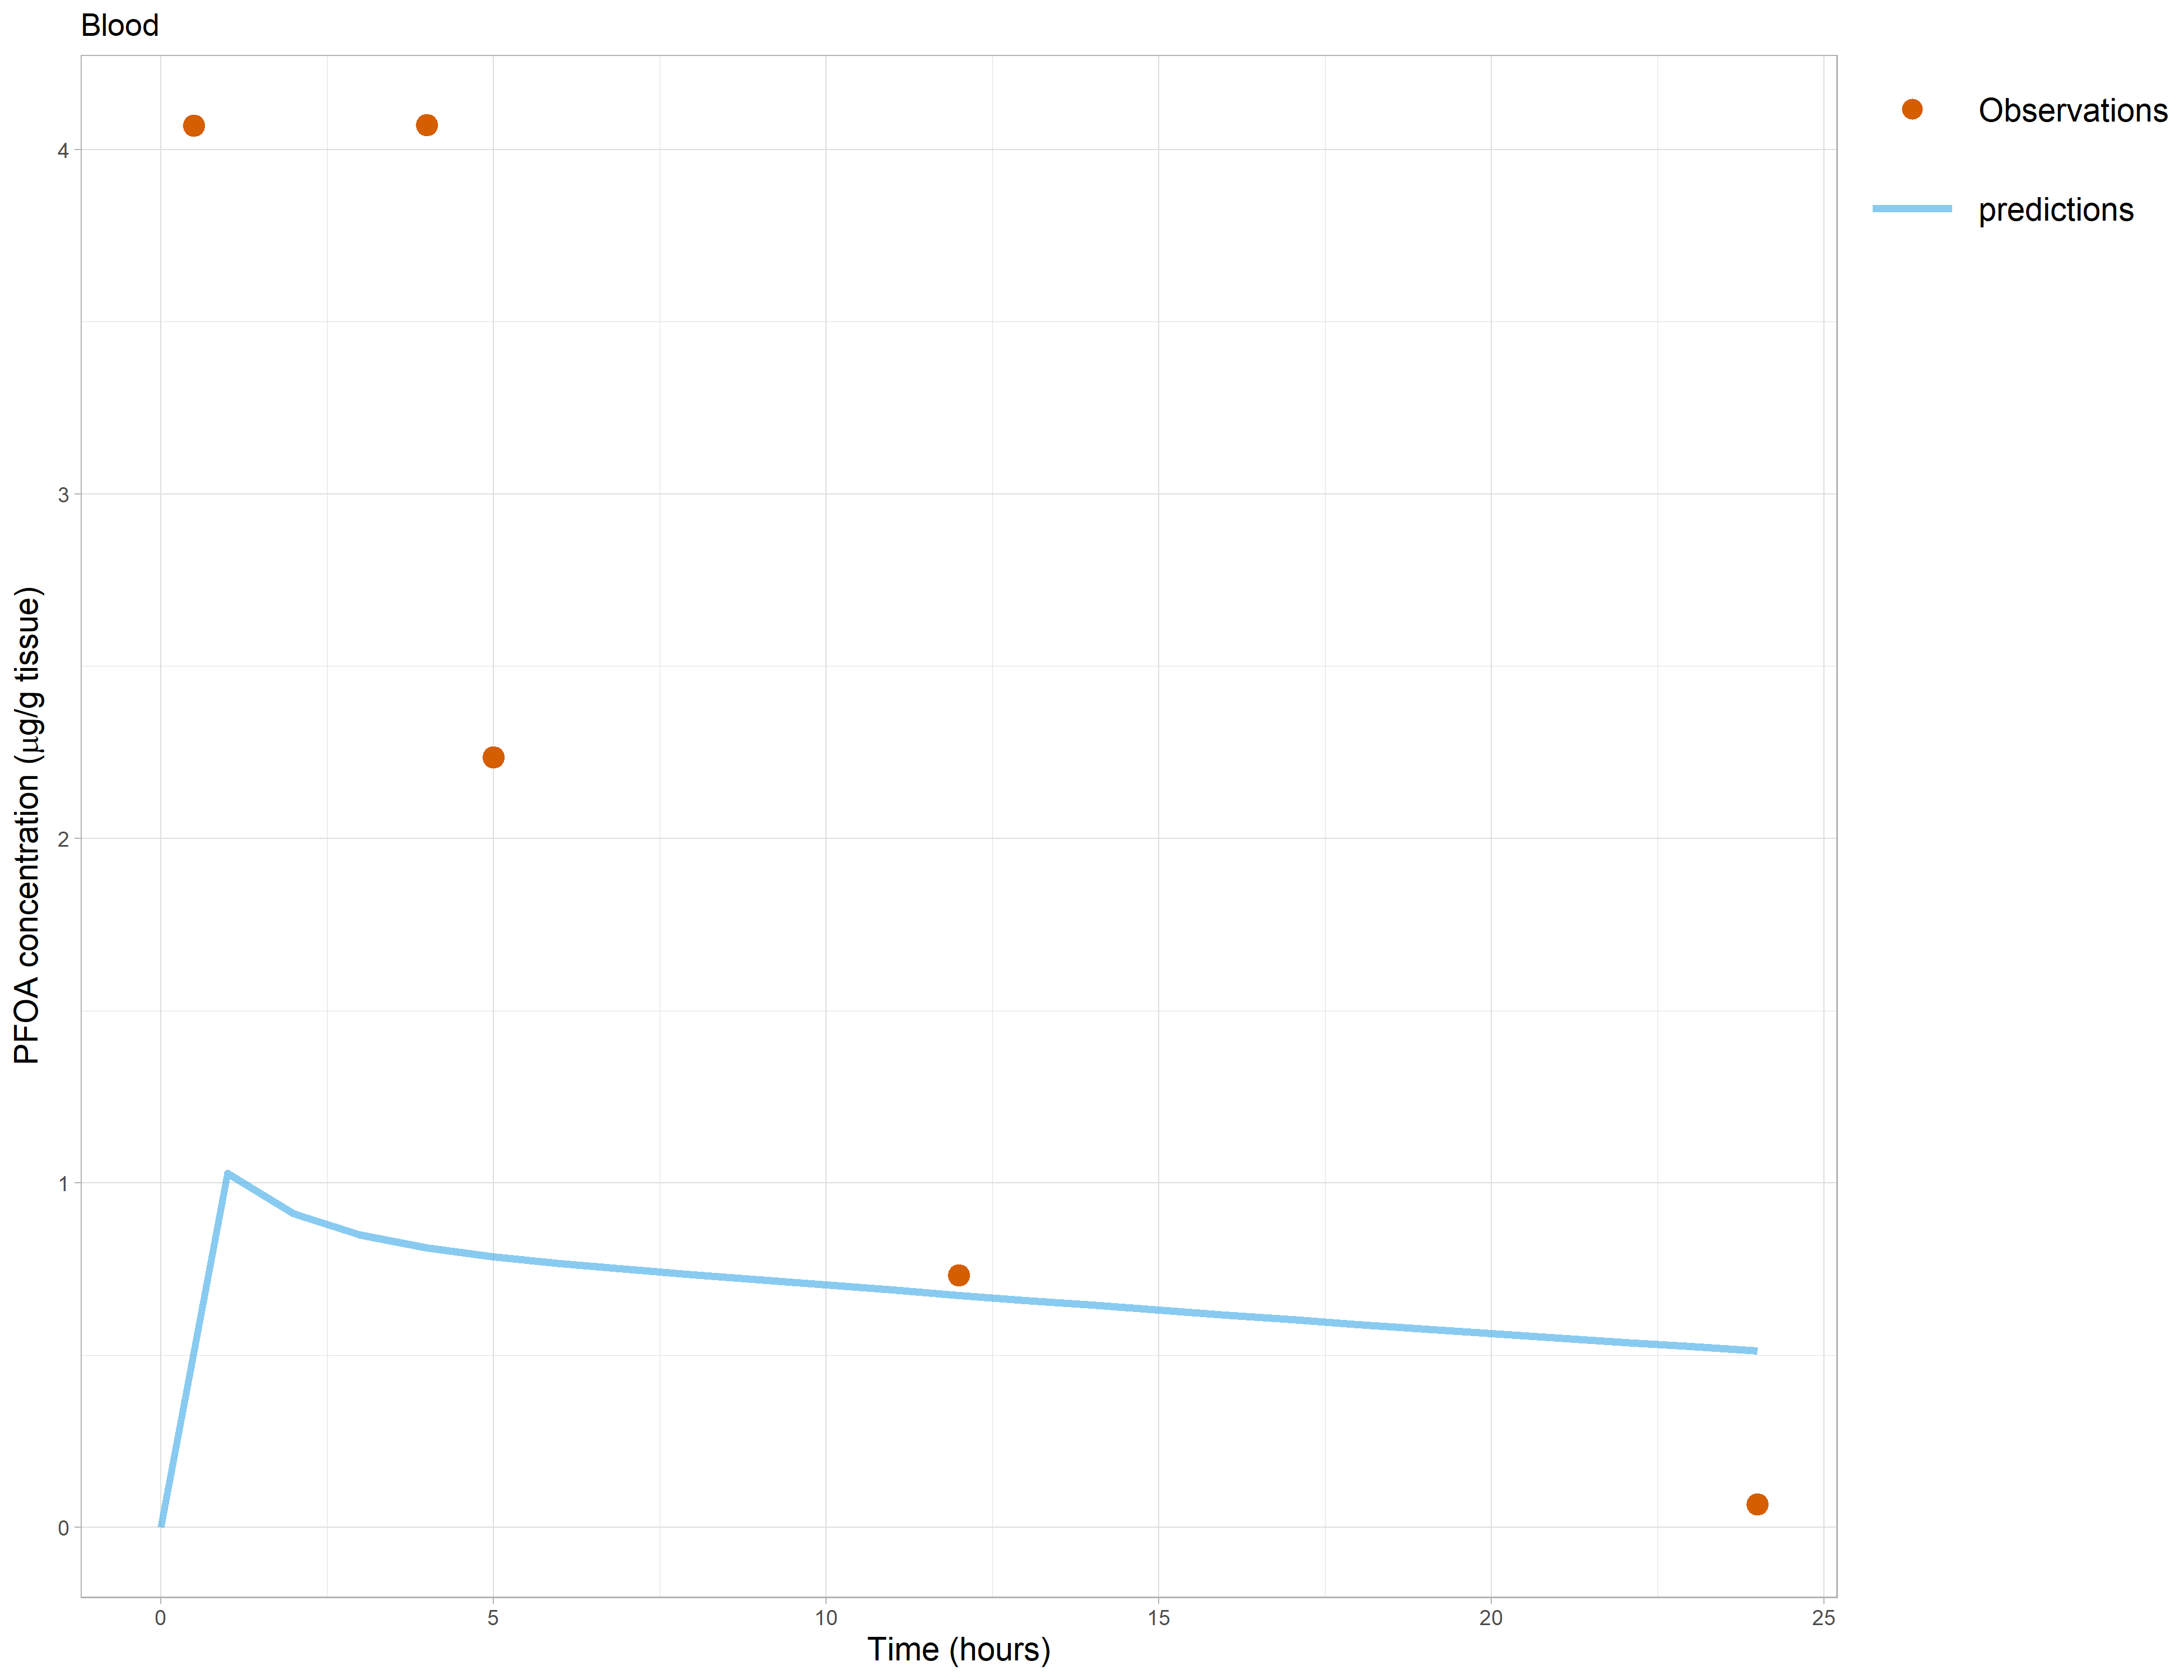 Blood
Observations
predictions
PFOA concentration (μg/g tissue)
4
3
2
1
0
0 5 10 15 20 25
Time (hours)